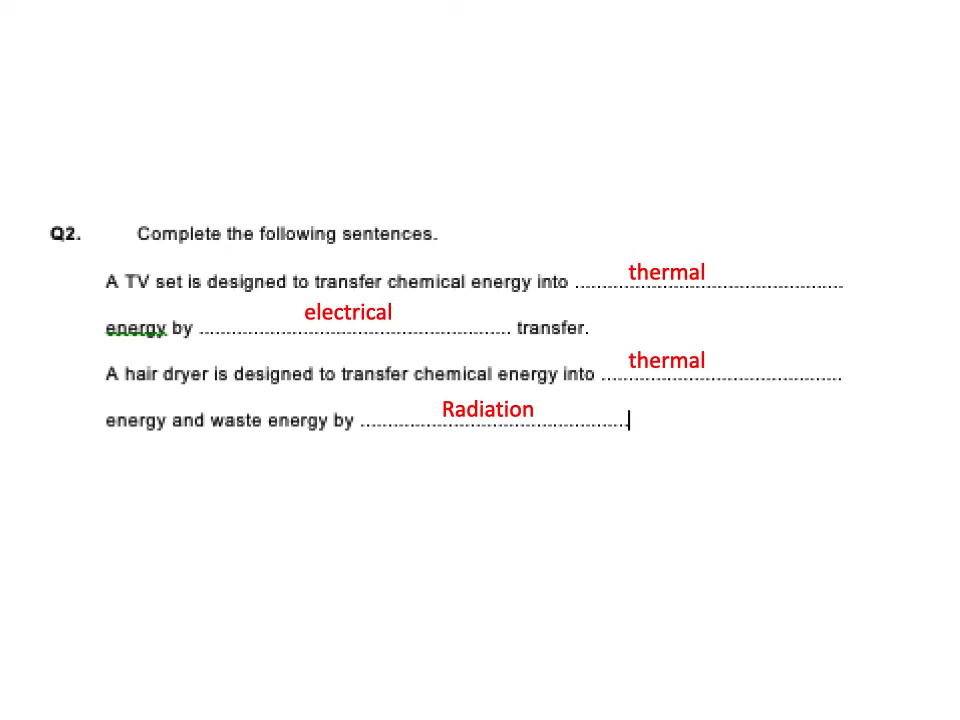 Q2. Complete the following sentences.
A TV set is designed to transfer chemical energy into thermal
energy by electrical transfer.
A hair dryer is designed to transfer chemical energy into thermal
energy and waste energy by Radiation